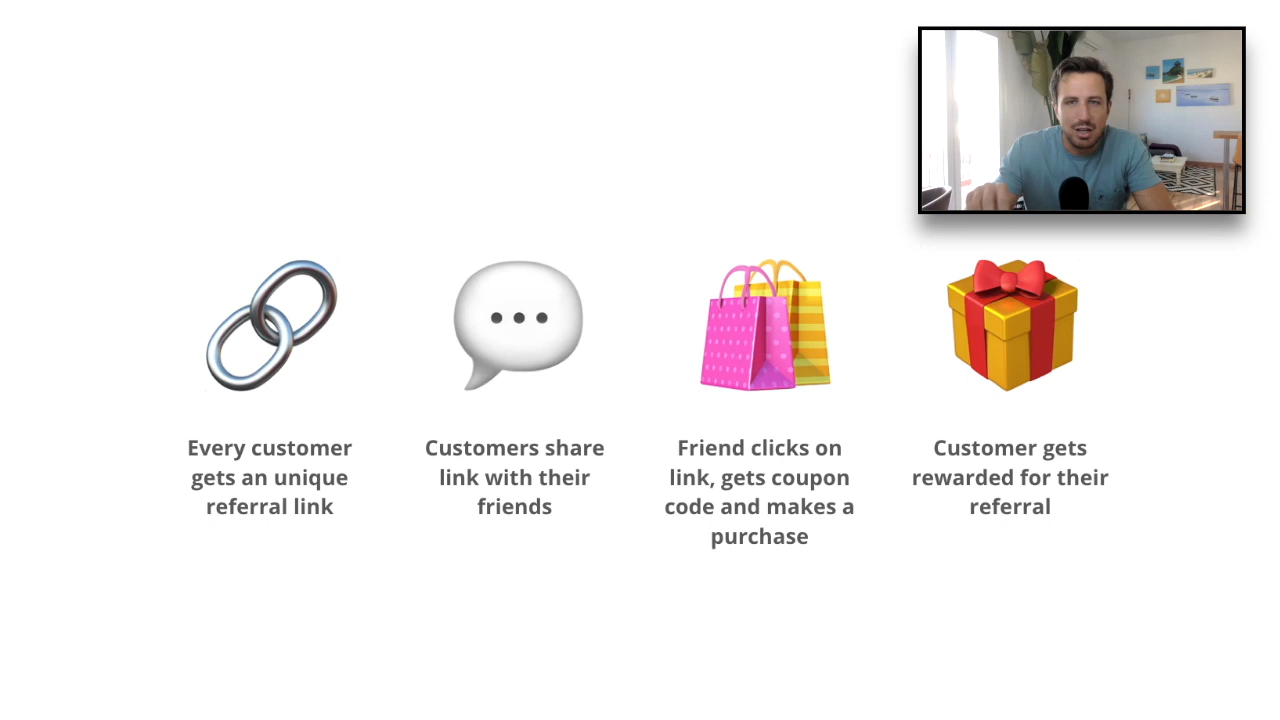 Every customer
gets an unique
referral link
Customers share
link with their
friends
Friend clicks on
link, gets coupon
code and makes a
purchase
Customer gets
rewarded for their
referral